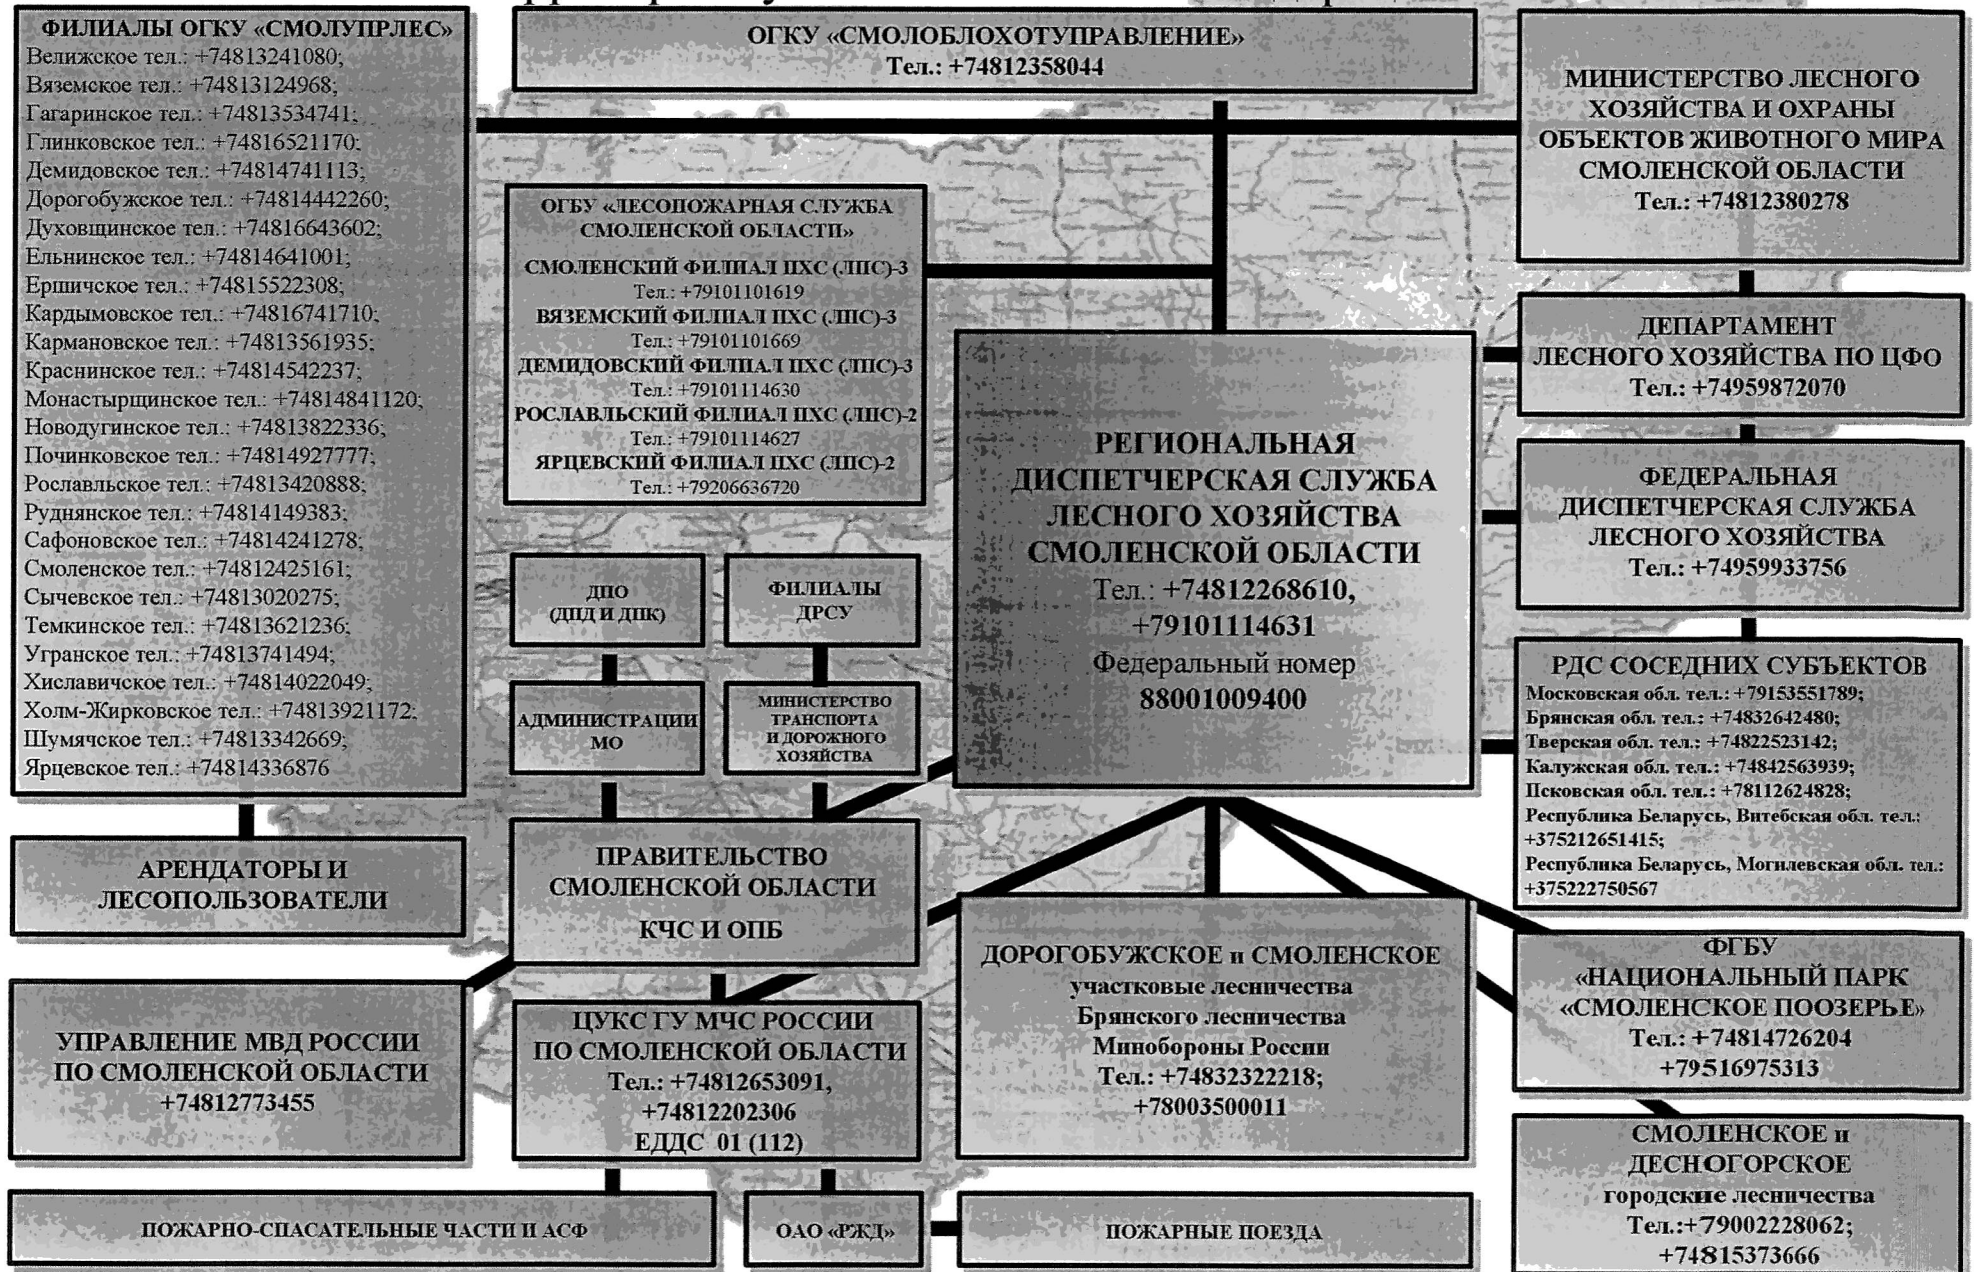 ФИЛИАЛЫ ОГКУ «СМОЛУПРЛЕС»
Велижское тел.: +74813241080;
Вяземское тел.: +74813124968;
Гагаринское тел.: +74813534741;
Глинковское тел.: +74816521170;
Демидовское тел.: +74814741113;
Дорогобужское тел.: +74814442260;
Духовщинское тел.: +74816643602;
Ельнинское тел.: +74814641001;
Ершичское тел.: +74815522308;
Кардымовское тел.: +74816741710;
Кармановское тел.: +74813561935;
Краснинское тел.: +74814542237;
Монастырщинское тел.: +74814841120;
Новодугинское тел.: +74813822336;
Починковское тел.: +74814927777;
Рославльское тел.: +74813420888;
Руднянское тел.: +74814149383;
Сафоновское тел.: +74814241278;
Смоленское тел.: +74812425161;
Сычевское тел.: +74813020275;
Темкинское тел.: +74813621236;
Угранское тел.: +74813741494;
Хиславичское тел.: +74814022049;
Холм-Жирковское тел.: +74813921172;
Шумячское тел.: +74813342669;
Ярцевское тел.: +74814336876
АРЕНДАТОРЫ И
ЛЕСОПОЛЬЗОВАТЕЛИ
УПРАВЛЕНИЕ МВД РОССИИ
ПО СМОЛЕНСКОЙ ОБЛАСТИ
+74812773455
ПОЖАРНО-СПАСАТЕЛЬНЫЕ ЧАСТИ И АСФ
ОГКУ «СМОЛОБЛОХОТУПРАВЛЕНИЕ»
Тел.: +74812358044
ОГБУ «ЛЕСОПОЖАРНАЯ СЛУЖБА
СМОЛЕНСКОЙ ОБЛАСТИ»
СМОЛЕНСКИЙ ФИЛИАЛ ПХС (ЛПС)-3
Тел.: +79101101619
ВЯЗЕМСКИЙ ФИЛИАЛ ПХС (ЛПС)-3
Тел.: +79101101669
ДЕМИДОВСКИЙ ФИЛИАЛ ПХС (ЛПС)-3
Тел.: +79101114630
РОСЛАВЛЬСКИЙ ФИЛИАЛ ПХС (ЛПС)-2
Тел.: +79101114627
ЯРЦЕВСКИЙ ФИЛИАЛ ПХС (ЛПС)-2
Тел.: +79206636720
ДПО
(ДПД И ДПК)
ФИЛИАЛЫ
ДРСУ
АДМИНИСТРАЦИИ
МО
МИНИСТЕРСТВО
ТРАНСПОРТА
И ДОРОЖНОГО
ХОЗЯЙСТВА
ПРАВИТЕЛЬСТВО
СМОЛЕНСКОЙ ОБЛАСТИ
КЧС И ОПБ
ЦУКС ГУ МЧС РОССИИ
ПО СМОЛЕНСКОЙ ОБЛАСТИ
Тел.: +74812653091,
+74812202306
ЕДДС 01 (112)
ОАО «РЖД»
РЕГИОНАЛЬНАЯ
ДИСПЕТЧЕРСКАЯ СЛУЖБА
ЛЕСНОГО ХОЗЯЙСТВА
СМОЛЕНСКОЙ ОБЛАСТИ
Тел.: +74812268610,
+79101114631
Федеральный номер
88001009400
ДОРОГОБУЖСКОЕ и СМОЛЕНСКОЕ
участковые лесничества
Брянского лесничества
Минобороны России
Тел.: +74832322218;
+78003500011
ПОЖАРНЫЕ ПОЕЗДА
МИНИСТЕРСТВО ЛЕСНОГО
ХОЗЯЙСТВА И ОХРАНЫ
ОБЪЕКТОВ ЖИВОТНОГО МИРА
СМОЛЕНСКОЙ ОБЛАСТИ
Тел.: +74812380278
ДЕПАРТАМЕНТ
ЛЕСНОГО ХОЗЯЙСТВА ПО ЦФО
Тел.: +74959872070
ФЕДЕРАЛЬНАЯ
ДИСПЕТЧЕРСКАЯ СЛУЖБА
ЛЕСНОГО ХОЗЯЙСТВА
Тел.: +74959933756
РДС СОСЕДНИХ СУБЪЕКТОВ
Московская обл. тел.: +79153551789;
Брянская обл. тел.: +74832642480;
Тверская обл. тел.: +74822523142;
Калужская обл. тел.: +74842563939;
Псковская обл. тел.: +78112624828;
Республика Беларусь, Витебская обл. тел.:
+375212651415;
Республика Беларусь, Могилевская обл. тел.:
+375222750567
ФГБУ
«НАЦИОНАЛЬНЫЙ ПАРК
«СМОЛЕНСКОЕ ПООЗЕРЬЕ»
Тел.: +74814726204
+79516975313
СМОЛЕНСКОЕ и
ДЕСНОГОРСКОЕ
городские лесничества
Тел.:+79002228062;
+74815373666